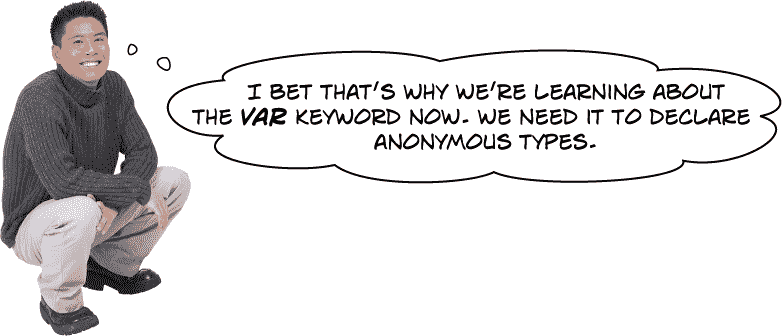 I BET THAT'S WHY WE'RE LEARNING ABOUT
THE VAR KEYWORD NOW. WE NEED IT TO DECLARE
ANONYMOUS TYPES.